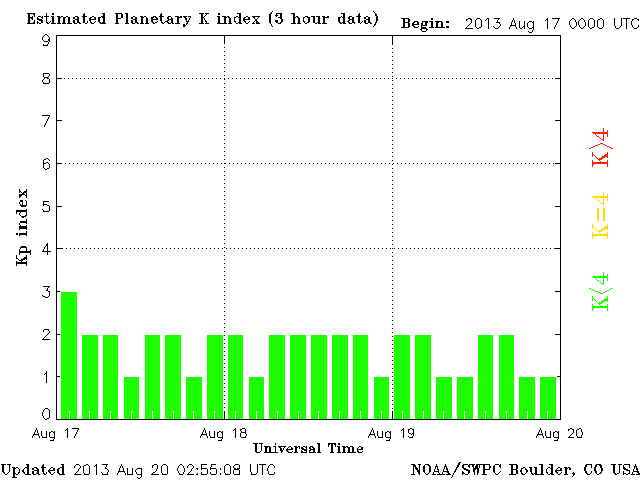 Estimated Planetary K index (3 hour data) Begin: 2013 Aug 17 0000 UTC
9
8
7
6
5
4
3
2
1
0
Kp index
K>4
K=4
K<4
Aug 17 Aug 18 Aug 19 Aug 20
Universal Time
Updated 2013 Aug 20 02:55:08 UTC NOAA/SWPC Boulder, CO USA